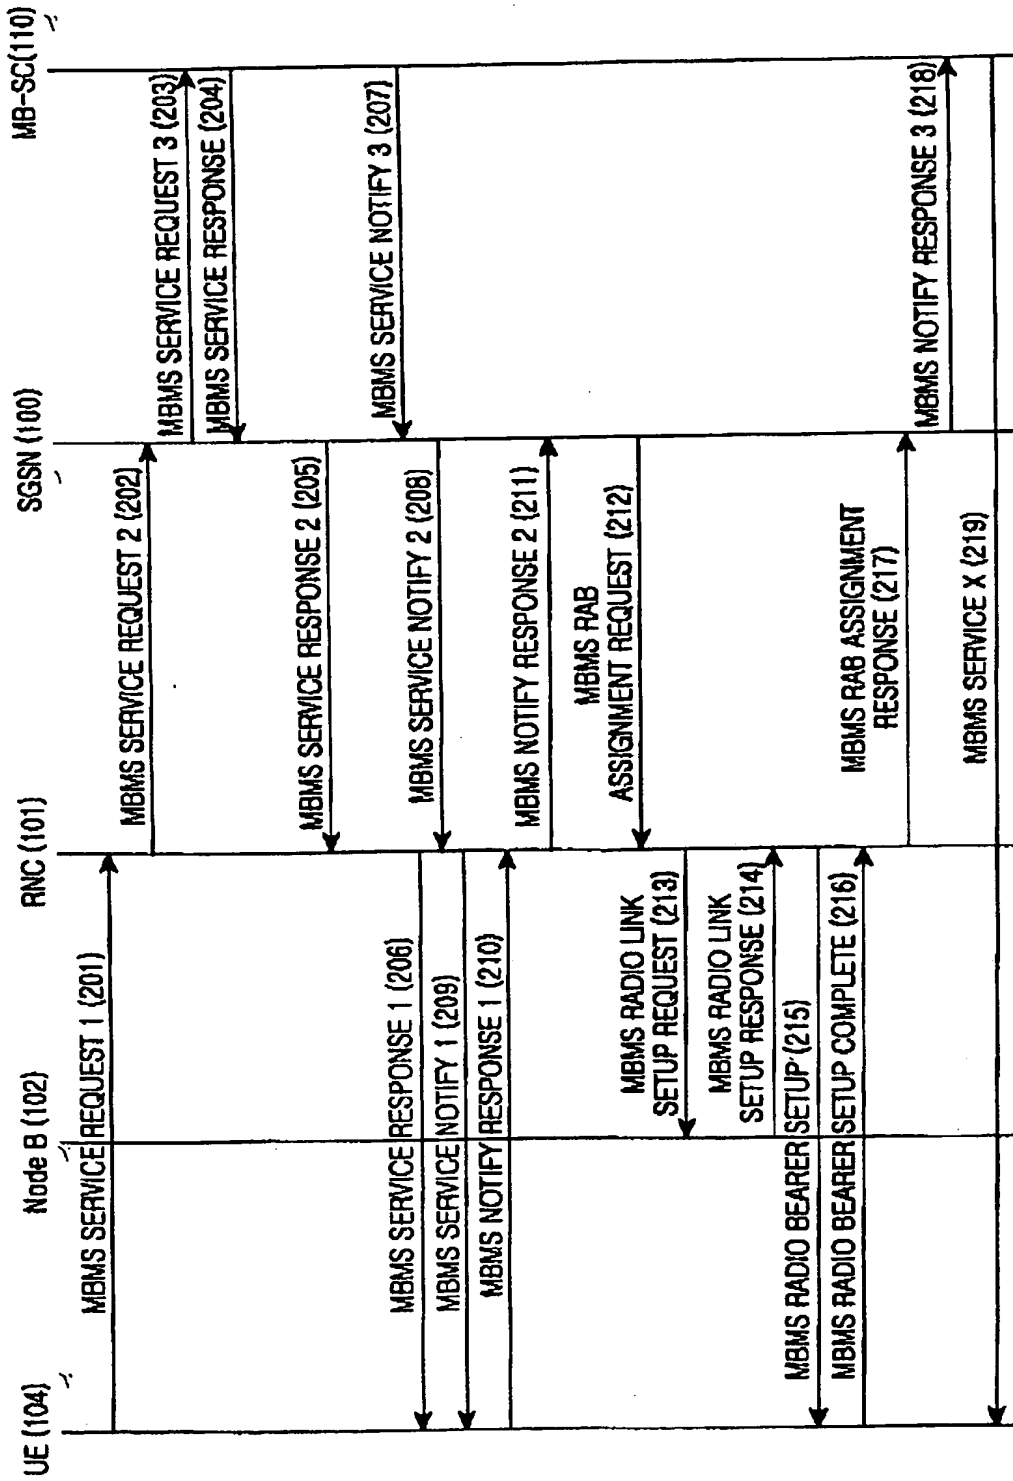 UE (104)
Node B (102)
RNC (101)
SGSN (100)
MB-SC(110)
MBMS SERVICE REQUEST 1 (201)
MBMS SERVICE REQUEST 2 (202)
MBMS SERVICE REQUEST 3 (203)
MBMS SERVICE RESPONSE (204)
MBMS SERVICE RESPONSE 2 (205)
MBMS SERVICE RESPONSE 1 (206)
MBMS SERVICE NOTIFY 3 (207)
MBMS SERVICE NOTIFY 2 (208)
MBMS SERVICE NOTIFY 1 (209)
MBMS NOTIFY RESPONSE 1 (210)
MBMS NOTIFY RESPONSE 2 (211)
MBMS RAB
ASSIGNMENT REQUEST (212)
MBMS RADIO LINK
SETUP REQUEST (213)
MBMS RADIO LINK
SETUP RESPONSE (214)
MBMS RADIO BEARER SETUP (215)
MBMS RADIO BEARER SETUP COMPLETE (216)
MBMS RAB ASSIGNMENT
RESPONSE (217)
MBMS NOTIFY RESPONSE 3 (218)
MBMS SERVICE X (219)